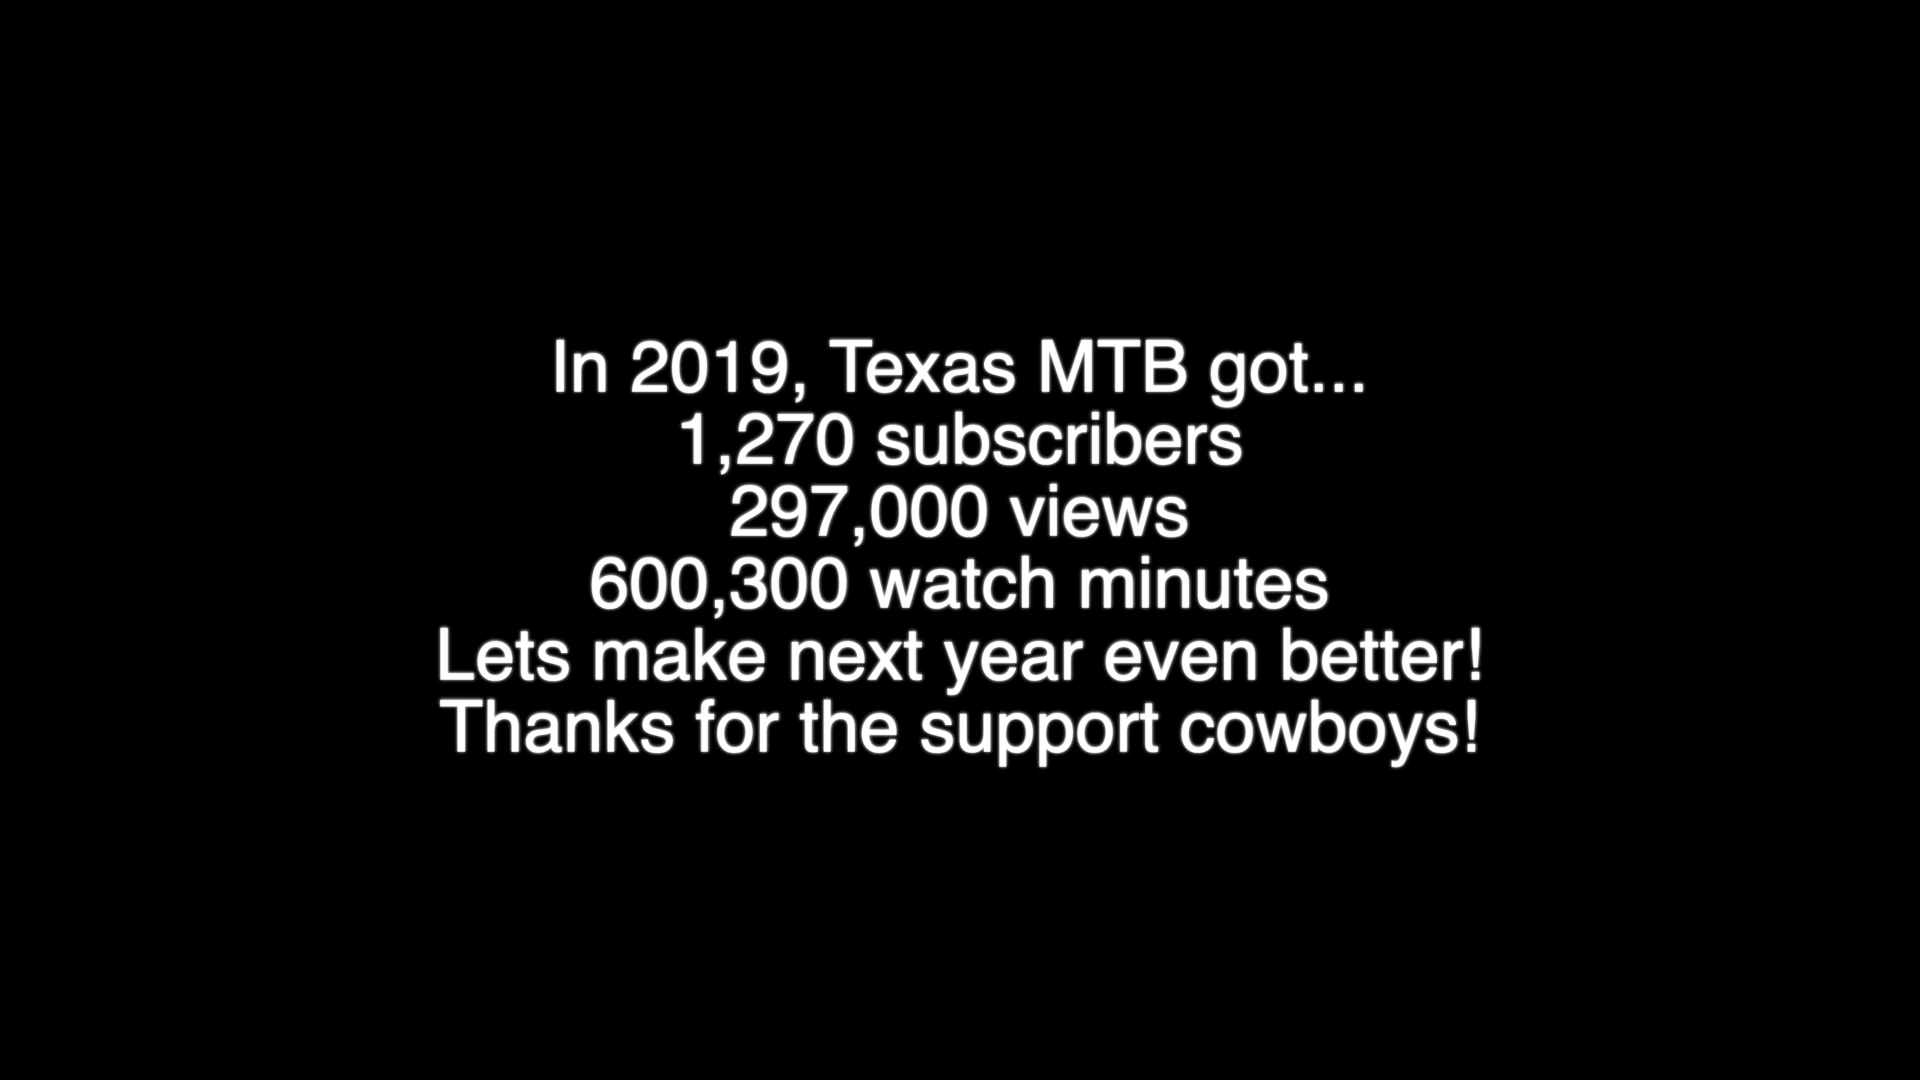 In 2019, Texas MTB got...
1,270 subscribers
297,000 views
600,300 watch minutes
Lets make next year even better!
Thanks for the support cowboys!